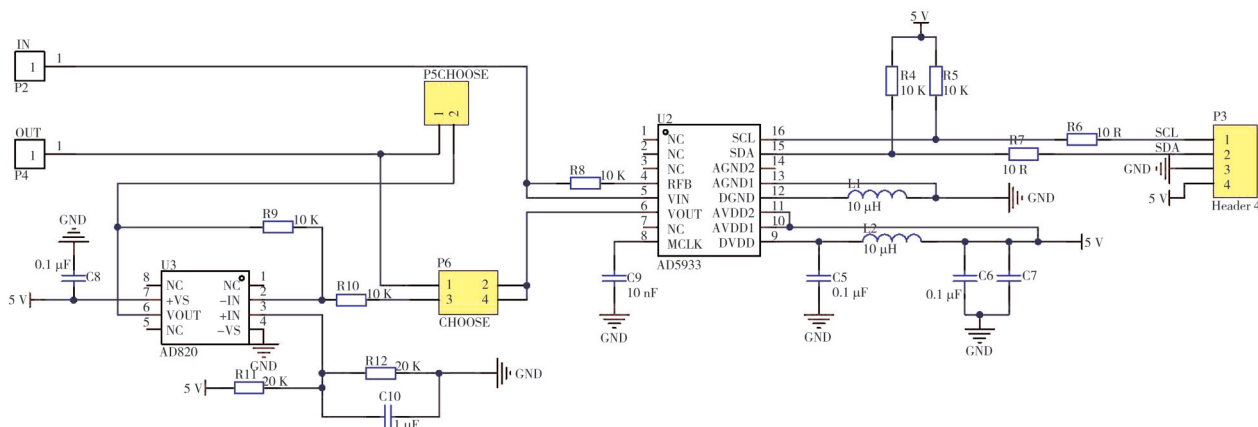 IN
1
1
P2
OUT
1
1
P4
P5CHOOSE
1
2
5 V
R4
10 K
R5
10 K
U2
1
NC
2
NC
3
NC
4
RFB
5
VIN
6
VOUT
7
NC
8
MCLK
SCL
16
SDA
15
AGND2
14
AGND1
13
DGND
12
AVDD2
11
AVDD1
10
DVDD
9
AD5933
R6
10 R
R7
10 R
SCL
SDA
GND
5 V
P3
1
2
3
4
Header 4
R8
10 K
L1
10 μH
GND
L2
10 μH
5 V
C9
10 nF
GND
C5
0.1 μF
GND
C6
0.1 μF
C7
GND
R9
10 K
GND
0.1 μF
C8
5 V
U3
8
NC
7
+VS
6
VOUT
5
NC
NC
1
−IN
2
+IN
3
−VS
4
AD820
GND
R10
10 K
P6
1
2
3
4
CHOOSE
R12
20 K
GND
5 V
R11
20 K
C10
1 μF